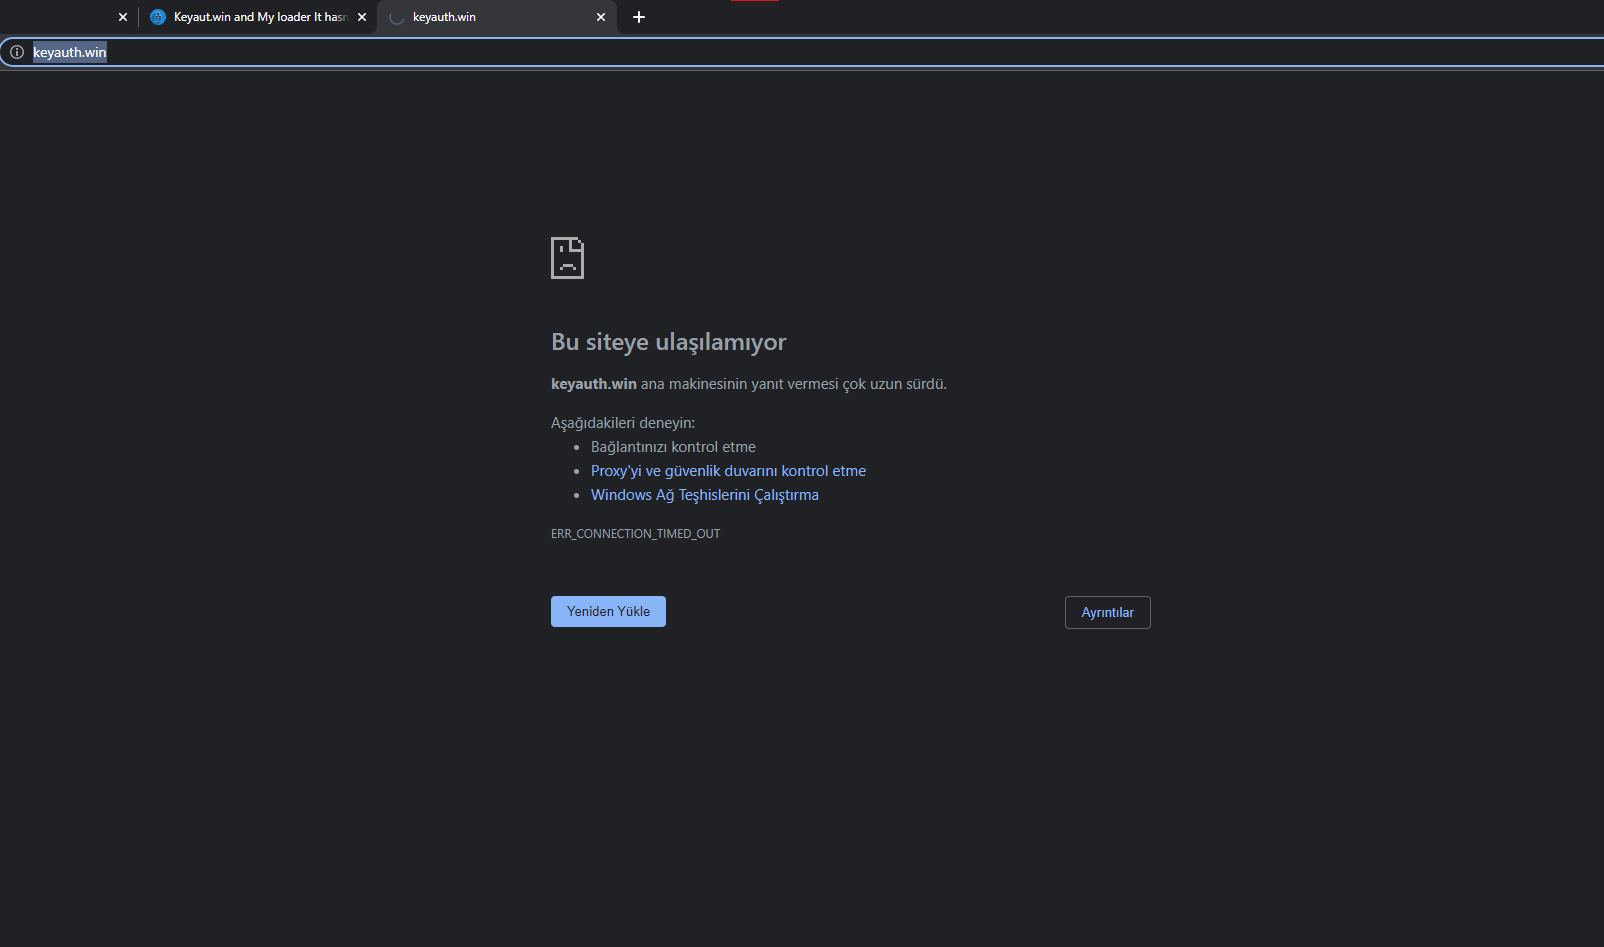 Keyaut.win and My loader It hasn
keyauth.win
keyauth.win
Bu siteye ulaşılamıyor
keyauth.win ana makinesinin yanıt vermesi çok uzun sürdü.
Aşağıdakileri deneyin:
Bağlantınızı kontrol etme
Proxy'yi ve güvenlik duvarını kontrol etme
Windows Ağ Teşhislerini Çalıştırma
ERR_CONNECTION_TIMED_OUT
Yeniden Yükle
Ayrıntılar